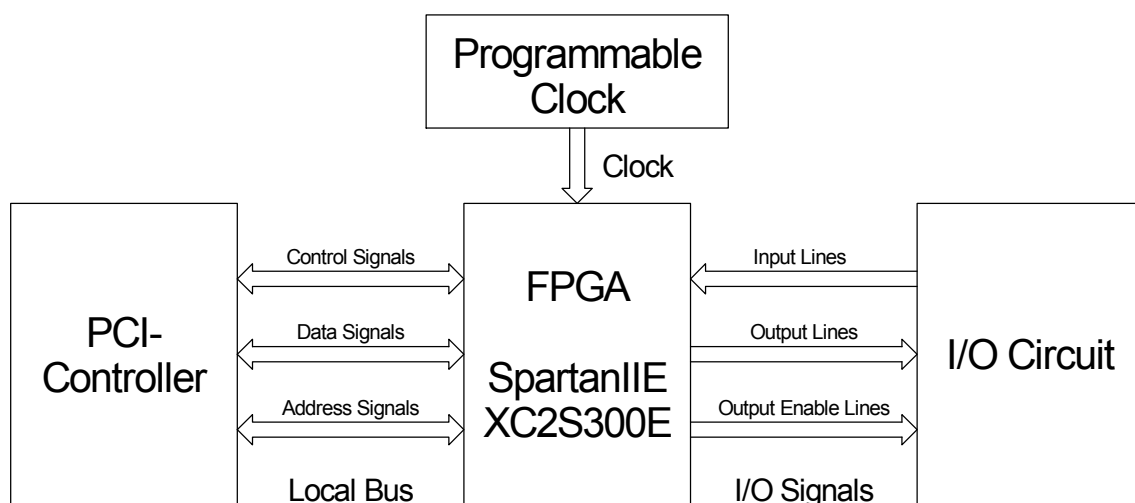 Programmable
Clock
Clock
PCI-
Controller
Control Signals
Data Signals
Address Signals
Local Bus
FPGA
SpartanIIE
XC2S300E
Input Lines
Output Lines
Output Enable Lines
I/O Signals
I/O Circuit